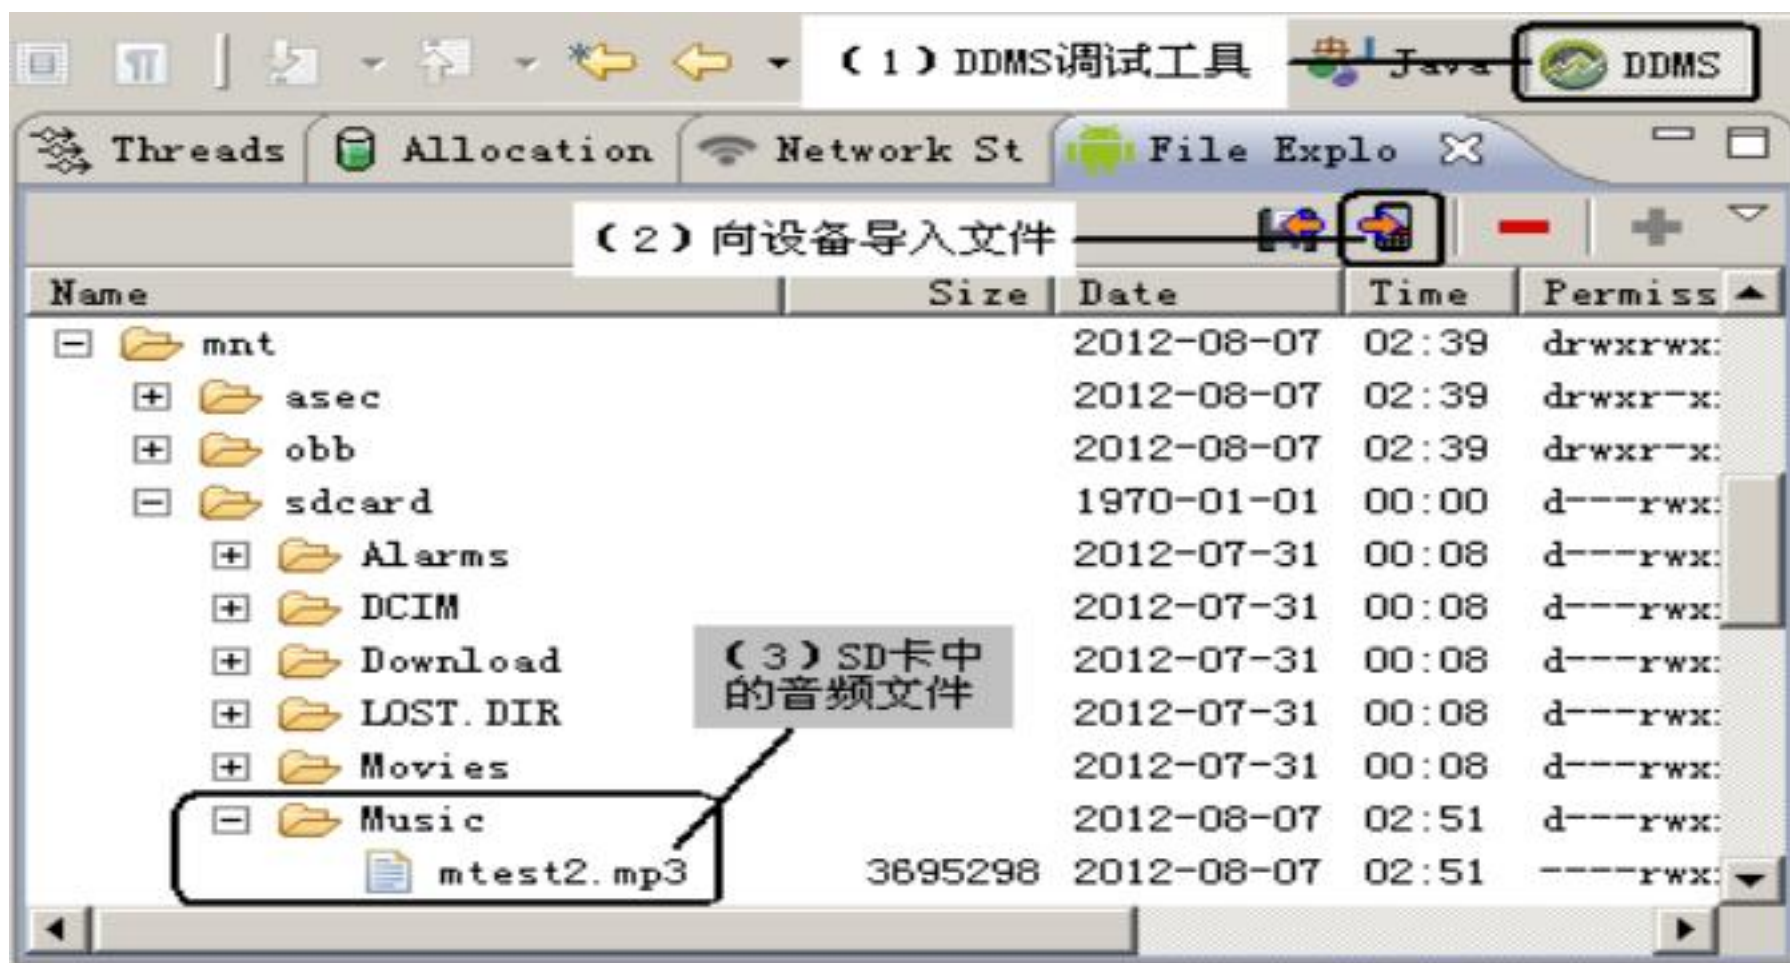 (1)DDMS调试工具 Java DDMS
Threads Allocation Network St File Explo
(2)向设备导入文件
Name Size Date Time Permiss
mnt 2012-08-07 02:39 drwxrwx
asec 2012-08-07 02:39 drwxr-x
obb 2012-08-07 02:39 drwxr-x
sdcard 1970-01-01 00:00 d---rwx
Alarms 2012-07-31 00:08 d---rwx
DCIM 2012-07-31 00:08 d---rwx
(3)SD卡中
的音频文件
Download 2012-07-31 00:08 d---rwx
LOST.DIR 2012-07-31 00:08 d---rwx
Movies 2012-07-31 00:08 d---rwx
Music 2012-08-07 02:51 d---rwx
mtest2.mp3 3695298 2012-08-07 02:51 ----rwx